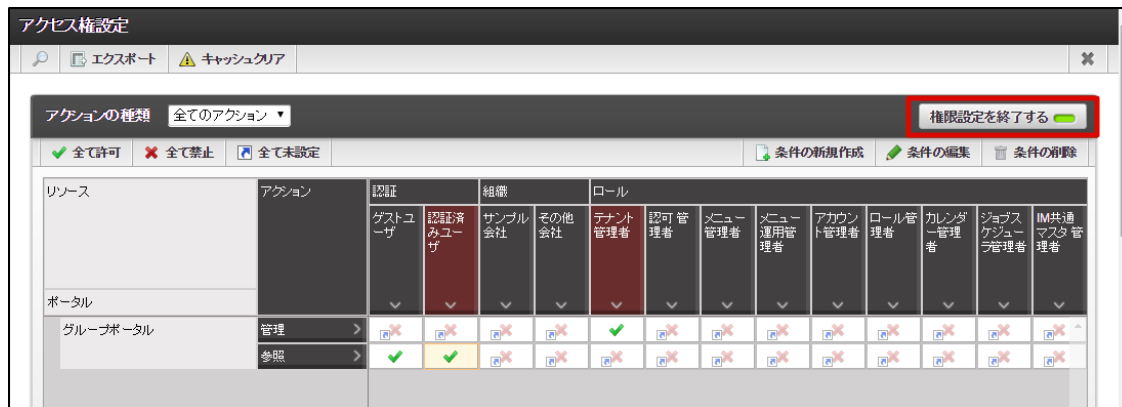 アクセス権設定
エクスポート キャッシュクリア
アクションの種類 全てのアクション 権限設定を終了する
全て許可 全て禁止 全て未設定 条件の新規作成 条件の編集 条件の削除
リソース アクション 認証 組織 ロール
ゲストユーザ 認証済みユーザ サンプル会社 その他会社 テナント管理者 認可管理者 メニュー管理者 メニュー運用管理者 アカウント管理者 ロール管理者 カレンダー管理者 ジョブスケジューラ管理者 IM共通マスタ管理者
ポータル
グループポータル 管理
参照